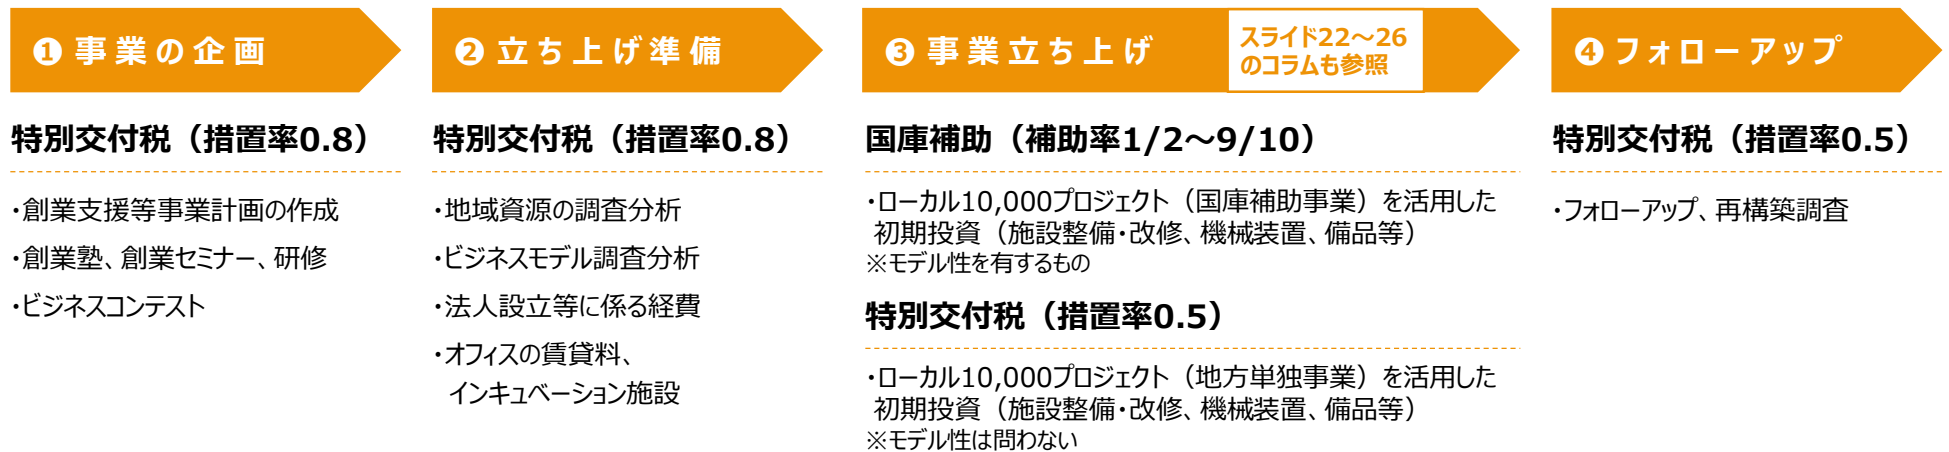 ❶ 事業の企画
特別交付税（措置率0.8）
・創業支援等事業計画の作成
・創業塾、創業セミナー、研修
・ビジネスコンテスト
❷ 立ち上げ準備
特別交付税（措置率0.8）
・地域資源の調査分析
・ビジネスモデル調査分析
・法人設立等に係る経費
・オフィスの賃貸料、
インキュベーション施設
❸ 事業立ち上げ
スライド22～26
のコラムも参照
国庫補助（補助率1/2～9/10）
・ローカル10,000プロジェクト（国庫補助事業）を活用した
初期投資（施設整備・改修、機械装置、備品等）
※モデル性を有するもの
特別交付税（措置率0.5）
・ローカル10,000プロジェクト（地方単独事業）を活用した
初期投資（施設整備・改修、機械装置、備品等）
※モデル性は問わない
❹ フォローアップ
特別交付税（措置率0.5）
・フォローアップ、再構築調査